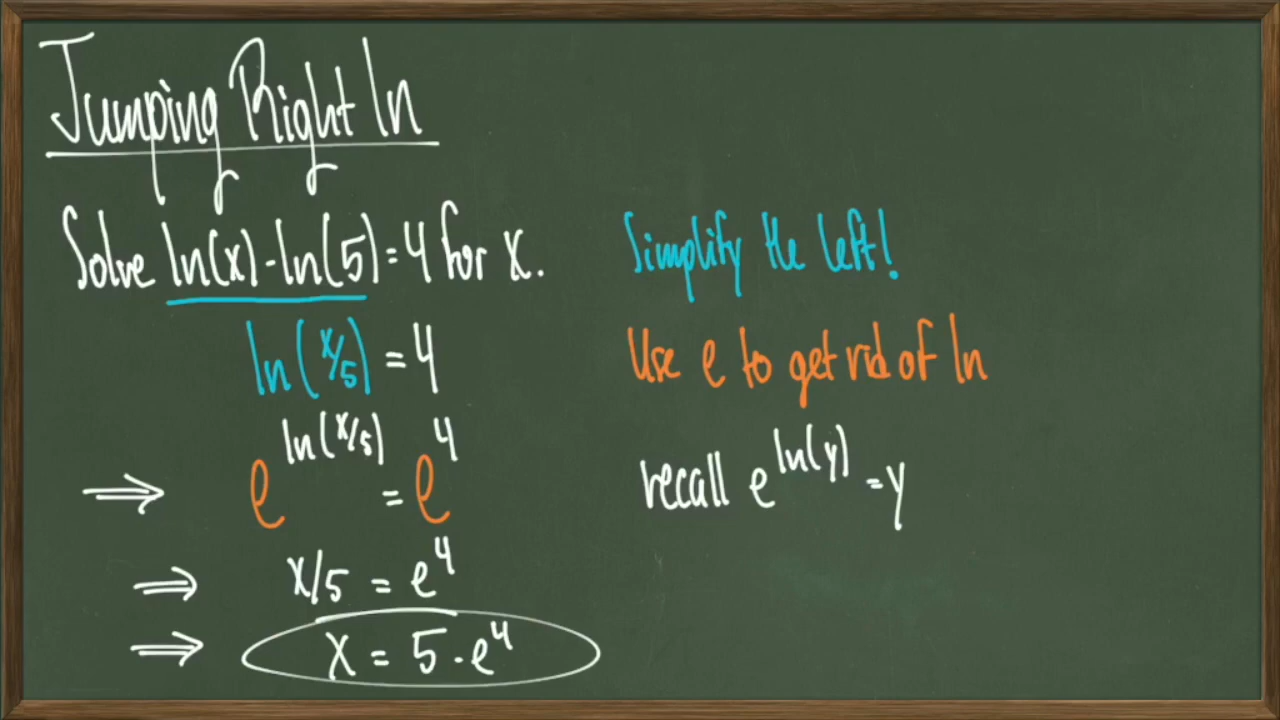 Jumping Right In
Solve ln(x)-ln(5)=4 for x.
Simplify the left!
ln(x/5) = 4
Use e to get rid of ln
⟹ e^ln(x/5) = e^4
recall e^ln(y) = y
⟹ x/5 = e^4
⟹ x = 5·e^4